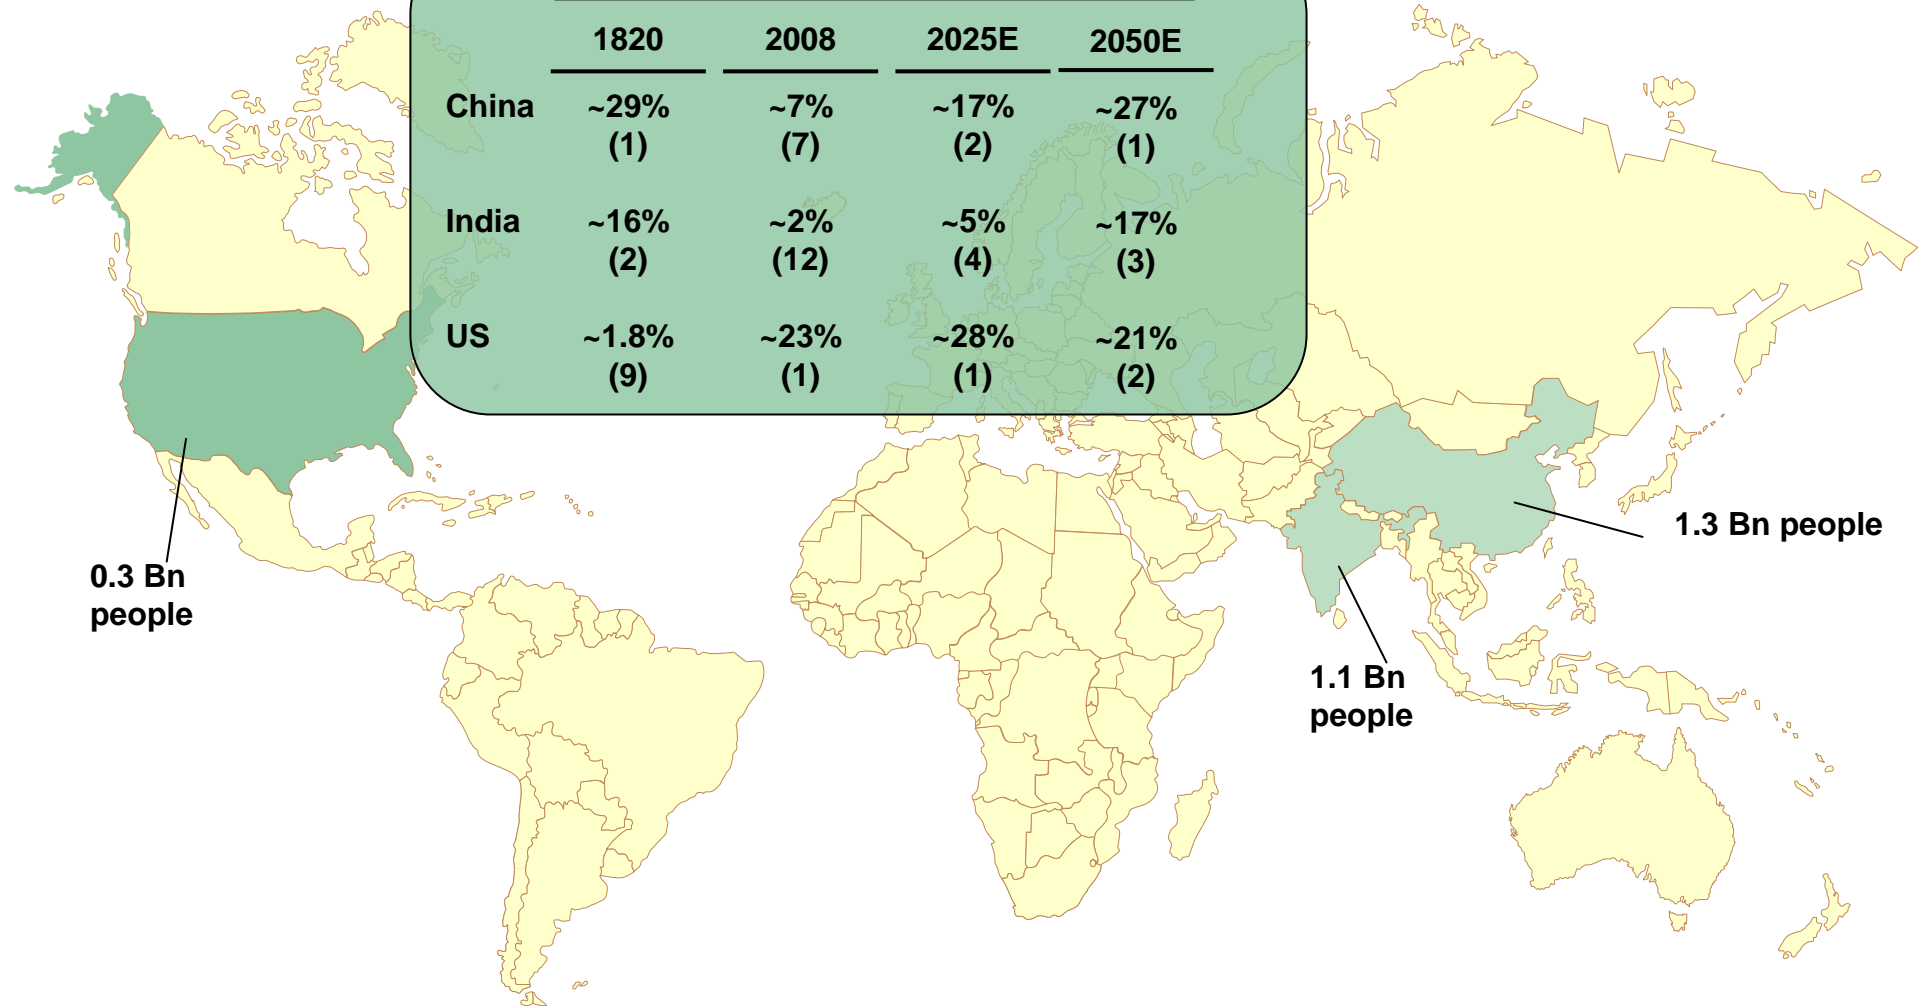 1820 2008 2025E 2050E
China ~29% ~7% ~17% ~27%
(1) (7) (2) (1)
India ~16% ~2% ~5% ~17%
(2) (12) (4) (3)
US ~1.8% ~23% ~28% ~21%
(9) (1) (1) (2)
1.3 Bn people
0.3 Bn
people
1.1 Bn
people